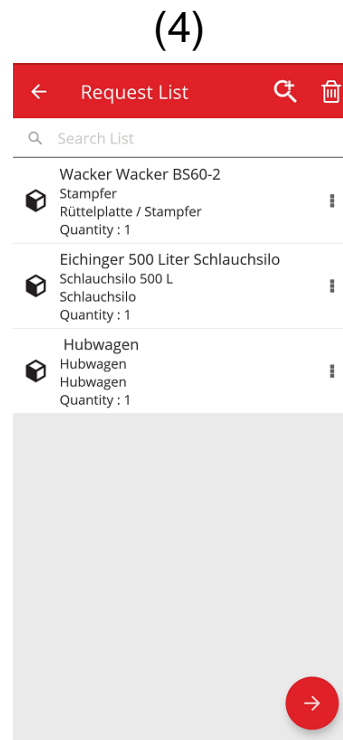 (4)
Request List
Search List
Wacker Wacker BS60-2
Stampfer
Rüttelplatte / Stampfer
Quantity : 1
Eichinger 500 Liter Schlauchsilo
Schlauchsilo 500 L
Schlauchsilo
Quantity : 1
Hubwagen
Hubwagen
Hubwagen
Quantity : 1